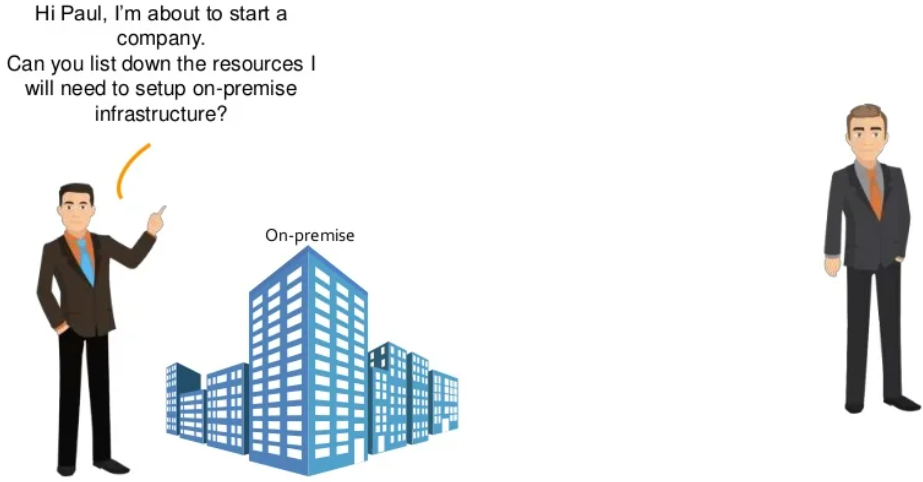 Hi Paul, I'm about to start a
company.
Can you list down the resources I
will need to setup on-premise
infrastructure?
On-premise